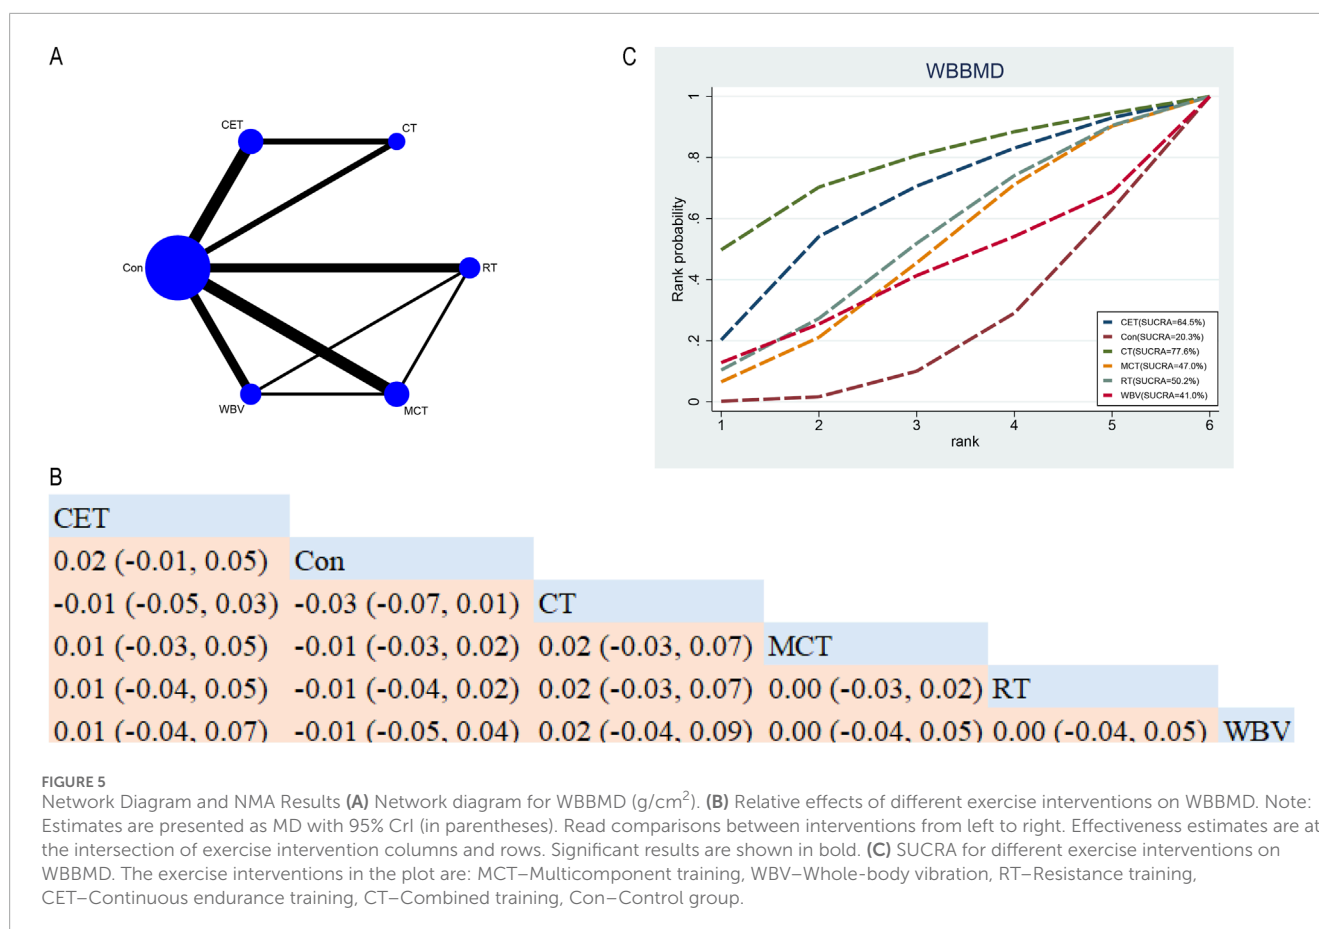 A
CET
CT
Con
RT
WBV
MCT
C
WBBMD
Rank probability
1
.8
.6
.4
.2
0
1 2 3 4 5 6
rank
CET(SUCRA=64.5%)
Con(SUCRA=20.3%)
CT(SUCRA=77.6%)
MCT(SUCRA=47.0%)
RT(SUCRA=50.2%)
WBV(SUCRA=41.0%)
B
CET
0.02 (-0.01, 0.05) Con
-0.01 (-0.05, 0.03) -0.03 (-0.07, 0.01) CT
0.01 (-0.03, 0.05) -0.01 (-0.03, 0.02) 0.02 (-0.03, 0.07) MCT
0.01 (-0.04, 0.05) -0.01 (-0.04, 0.02) 0.02 (-0.03, 0.07) 0.00 (-0.03, 0.02) RT
0.01 (-0.04, 0.07) -0.01 (-0.05, 0.04) 0.02 (-0.04, 0.09) 0.00 (-0.04, 0.05) 0.00 (-0.04, 0.05) WBV
FIGURE 5
Network Diagram and NMA Results (A) Network diagram for WBBMD (g/cm²). (B) Relative effects of different exercise interventions on WBBMD. Note:
Estimates are presented as MD with 95% CrI (in parentheses). Read comparisons between interventions from left to right. Effectiveness estimates are at
the intersection of exercise intervention columns and rows. Significant results are shown in bold. (C) SUCRA for different exercise interventions on
WBBMD. The exercise interventions in the plot are: MCT–Multicomponent training, WBV–Whole-body vibration, RT–Resistance training,
CET–Continuous endurance training, CT–Combined training, Con–Control group.